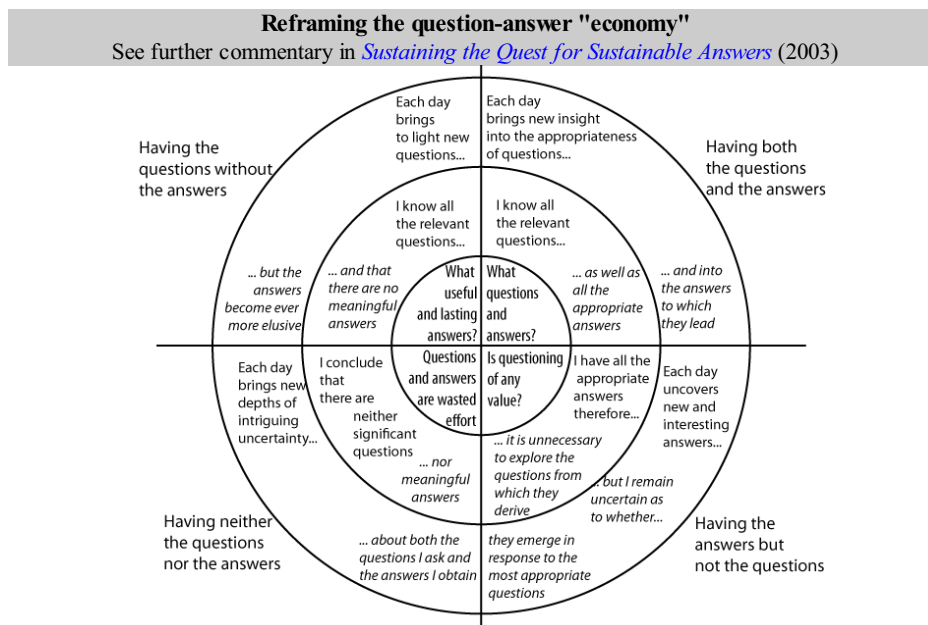 Reframing the question-answer "economy"
See further commentary in Sustaining the Quest for Sustainable Answers (2003)
Having the
questions without
the answers
Each day
brings
to light new
questions...
... but the
answers
become ever
more elusive
I know all
the relevant
questions...
... and that
there are no
meaningful
answers
What
useful
and lasting
answers?
Each day
brings new insight
into the appropriateness
of questions...
... and into
the answers
to which
they lead
I know all
the relevant
questions...
... as well as
all the
appropriate
answers
What
questions
and
answers?
Having both
the questions
and the answers
Each day
brings new
depths of
intriguing
uncertainty...
... about both the
questions I ask and
the answers I obtain
I conclude
that
there are
neither
significant
questions
... nor
meaningful
answers
Questions
and answers
are wasted
effort
Having neither
the questions
nor the answers
Is questioning
of any
value?
I have all the
appropriate
answers
therefore...
... it is unnecessary
to explore the
questions from
which they
derive
Each day
uncovers
new and
interesting
answers...
... but I remain
uncertain as
to whether...
they emerge in
response to the
most appropriate
questions
Having the
answers but
not the questions